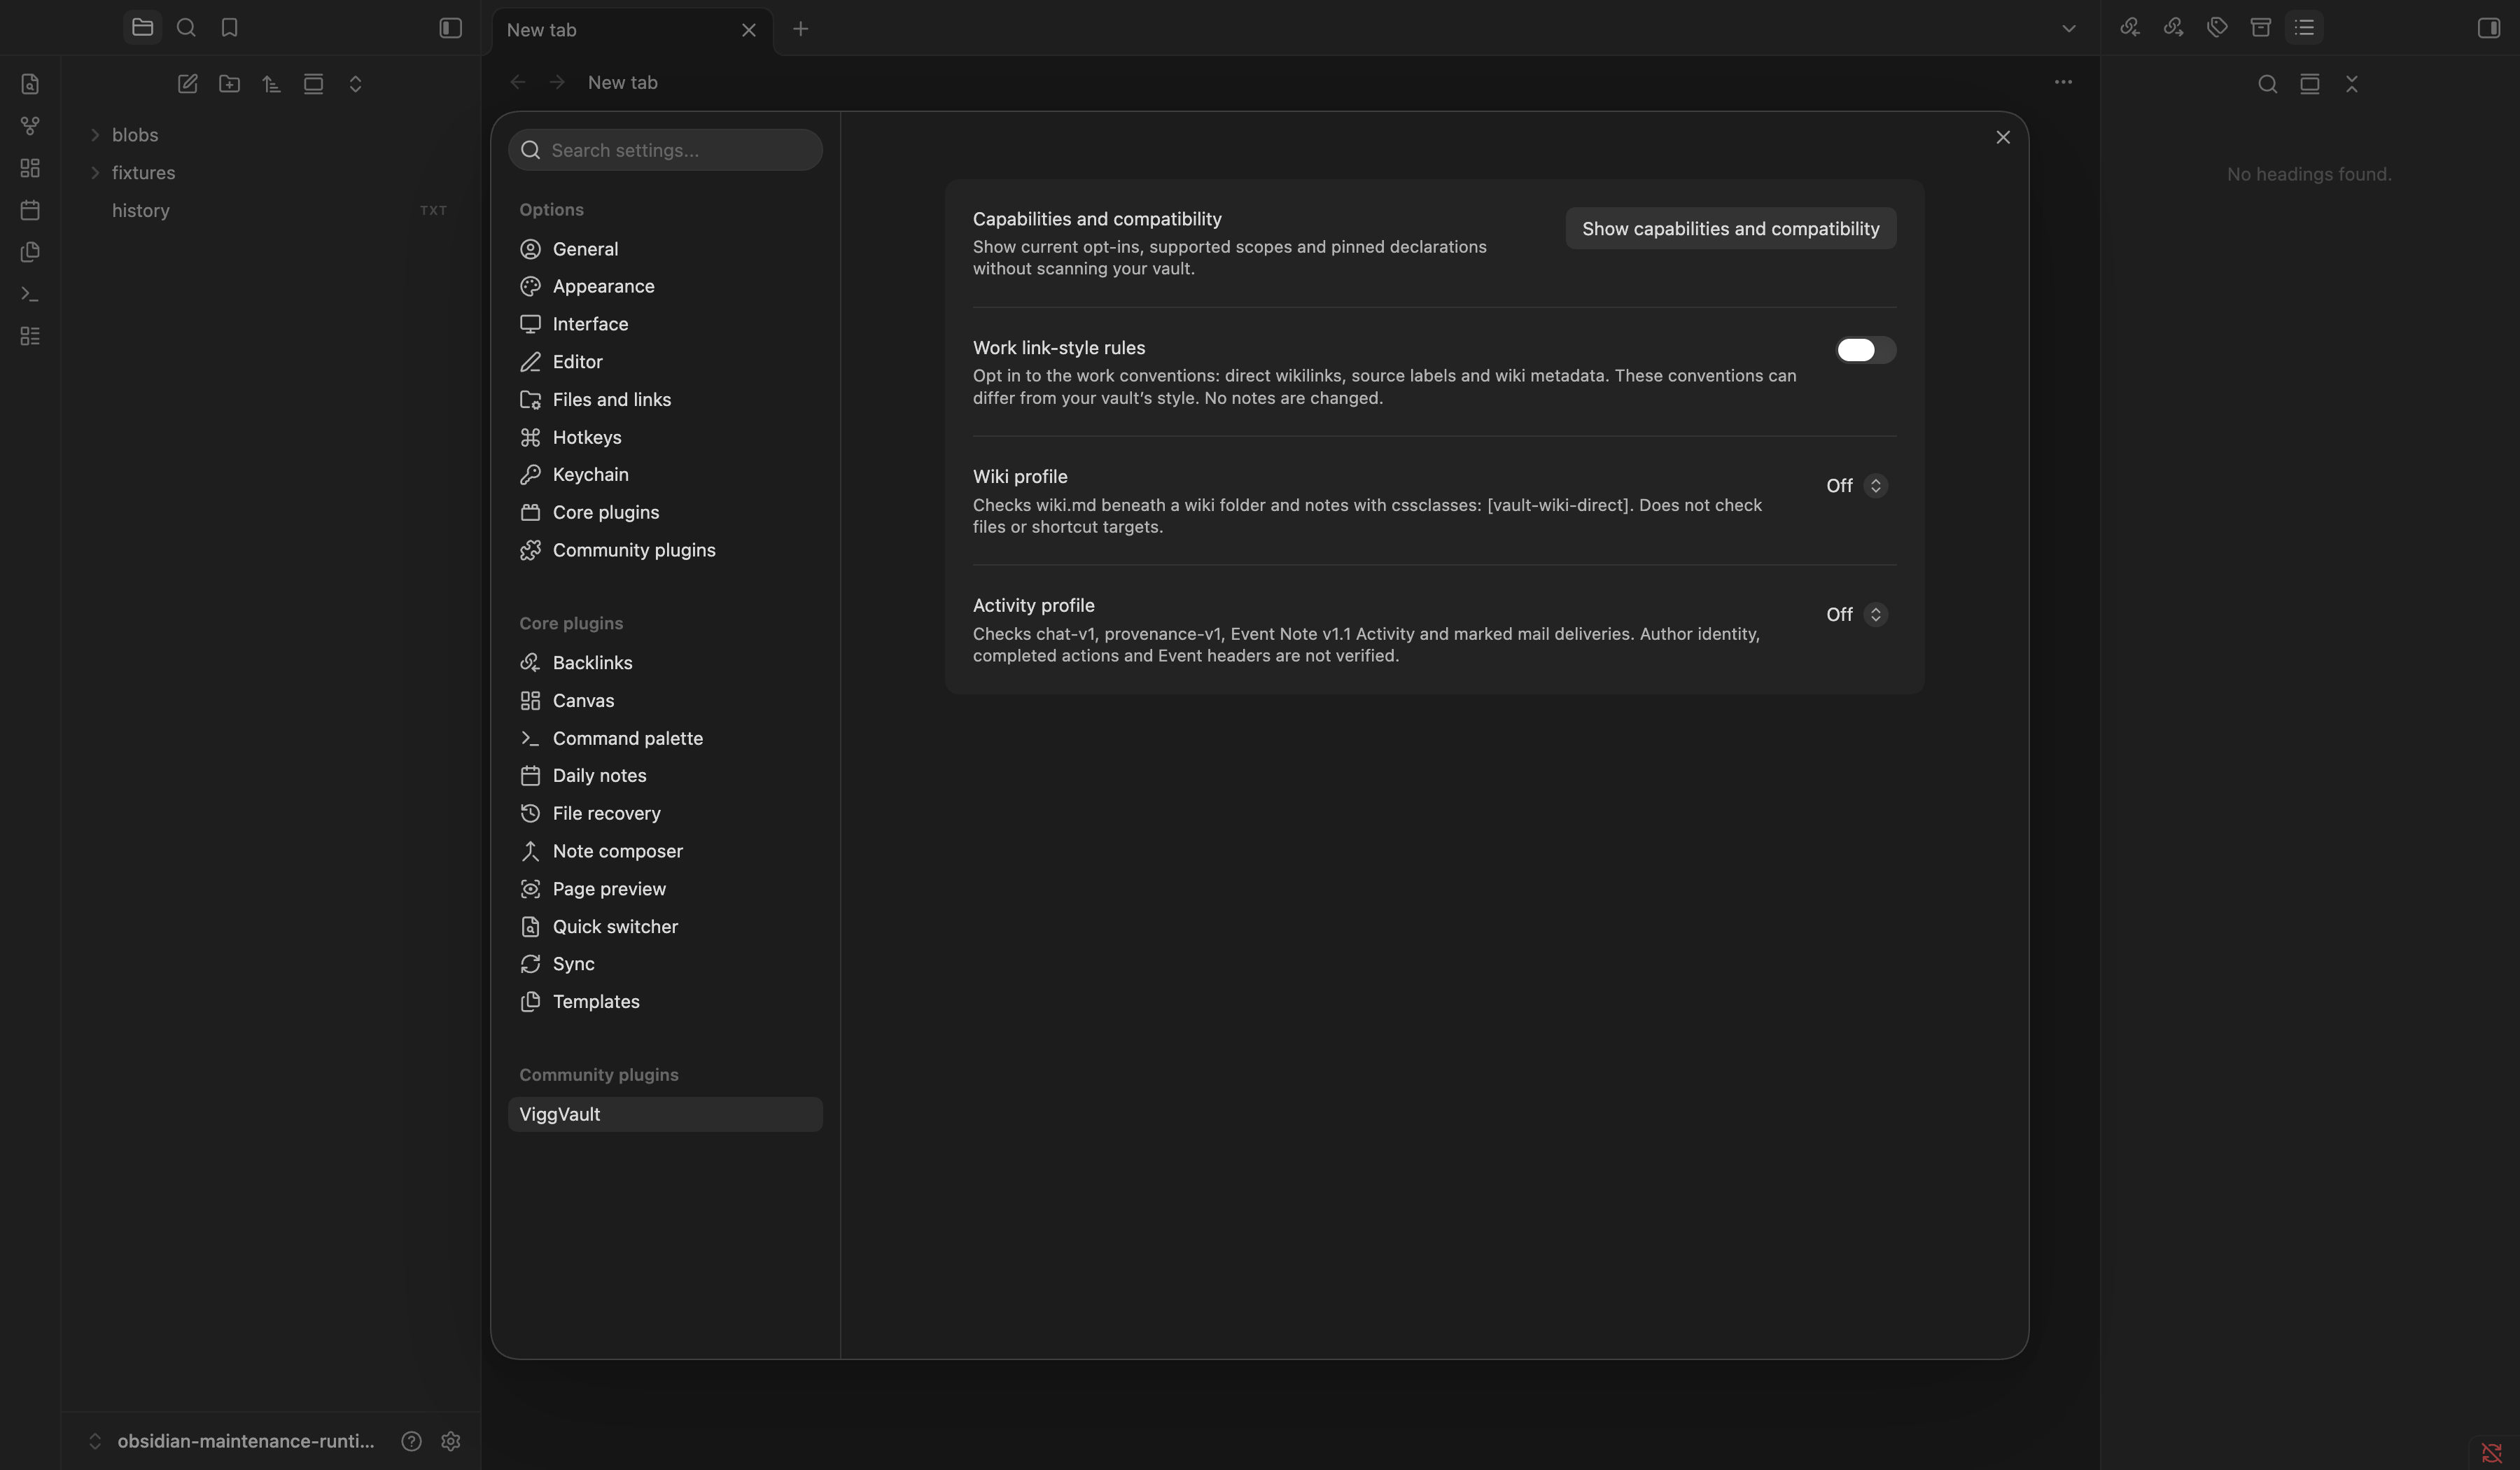 New tab
New tab
blobs
fixtures
history TXT
No headings found.
Search settings...
Options
General
Appearance
Interface
Editor
Files and links
Hotkeys
Keychain
Core plugins
Community plugins
Core plugins
Backlinks
Canvas
Command palette
Daily notes
File recovery
Note composer
Page preview
Quick switcher
Sync
Templates
Community plugins
ViggVault
Capabilities and compatibility
Show current opt-ins, supported scopes and pinned declarations
without scanning your vault.
Show capabilities and compatibility
Work link-style rules
Opt in to the work conventions: direct wikilinks, source labels and wiki metadata. These conventions can
differ from your vault's style. No notes are changed.
Wiki profile
Checks wiki.md beneath a wiki folder and notes with cssclasses: [vault-wiki-direct]. Does not check
files or shortcut targets.
Off
Activity profile
Checks chat-v1, provenance-v1, Event Note v1.1 Activity and marked mail deliveries. Author identity,
completed actions and Event headers are not verified.
Off
obsidian-maintenance-runti...